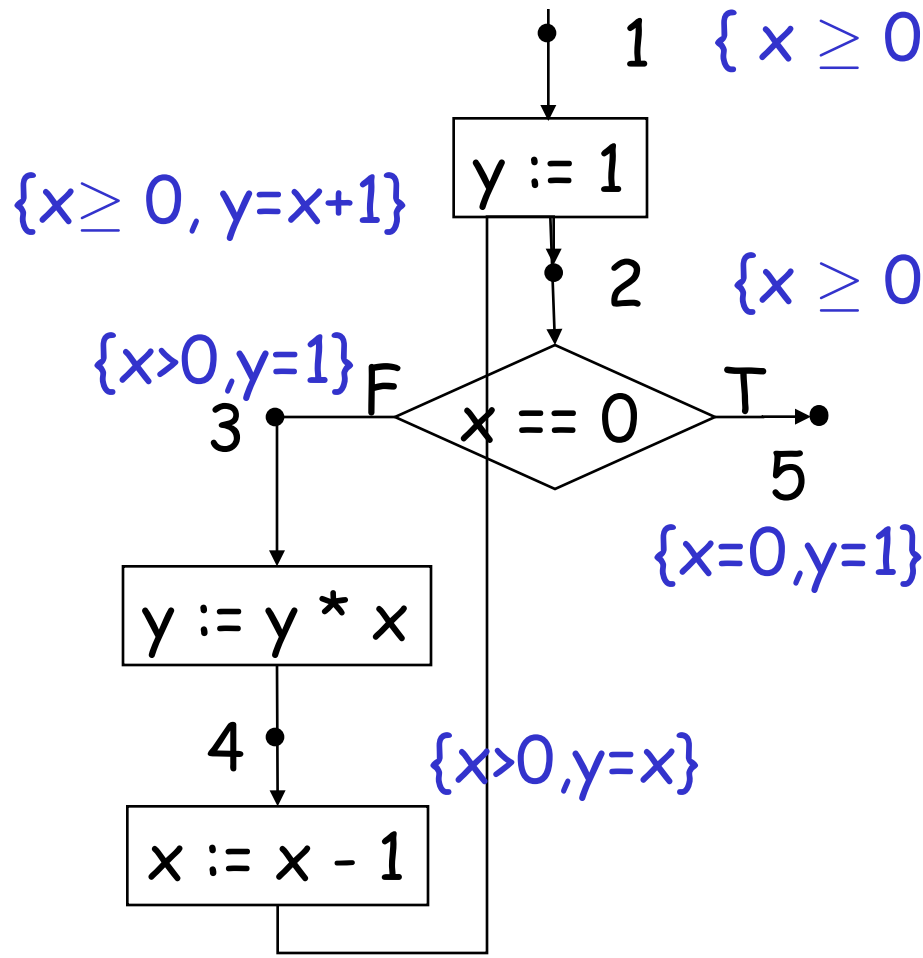 1 { x ≥ 0
y := 1
{x≥ 0, y=x+1}
2 { x ≥ 0
{x>0,y=1}
F
T
3
x == 0
5
{x=0,y=1}
y := y * x
4
{x>0,y=x}
x := x - 1